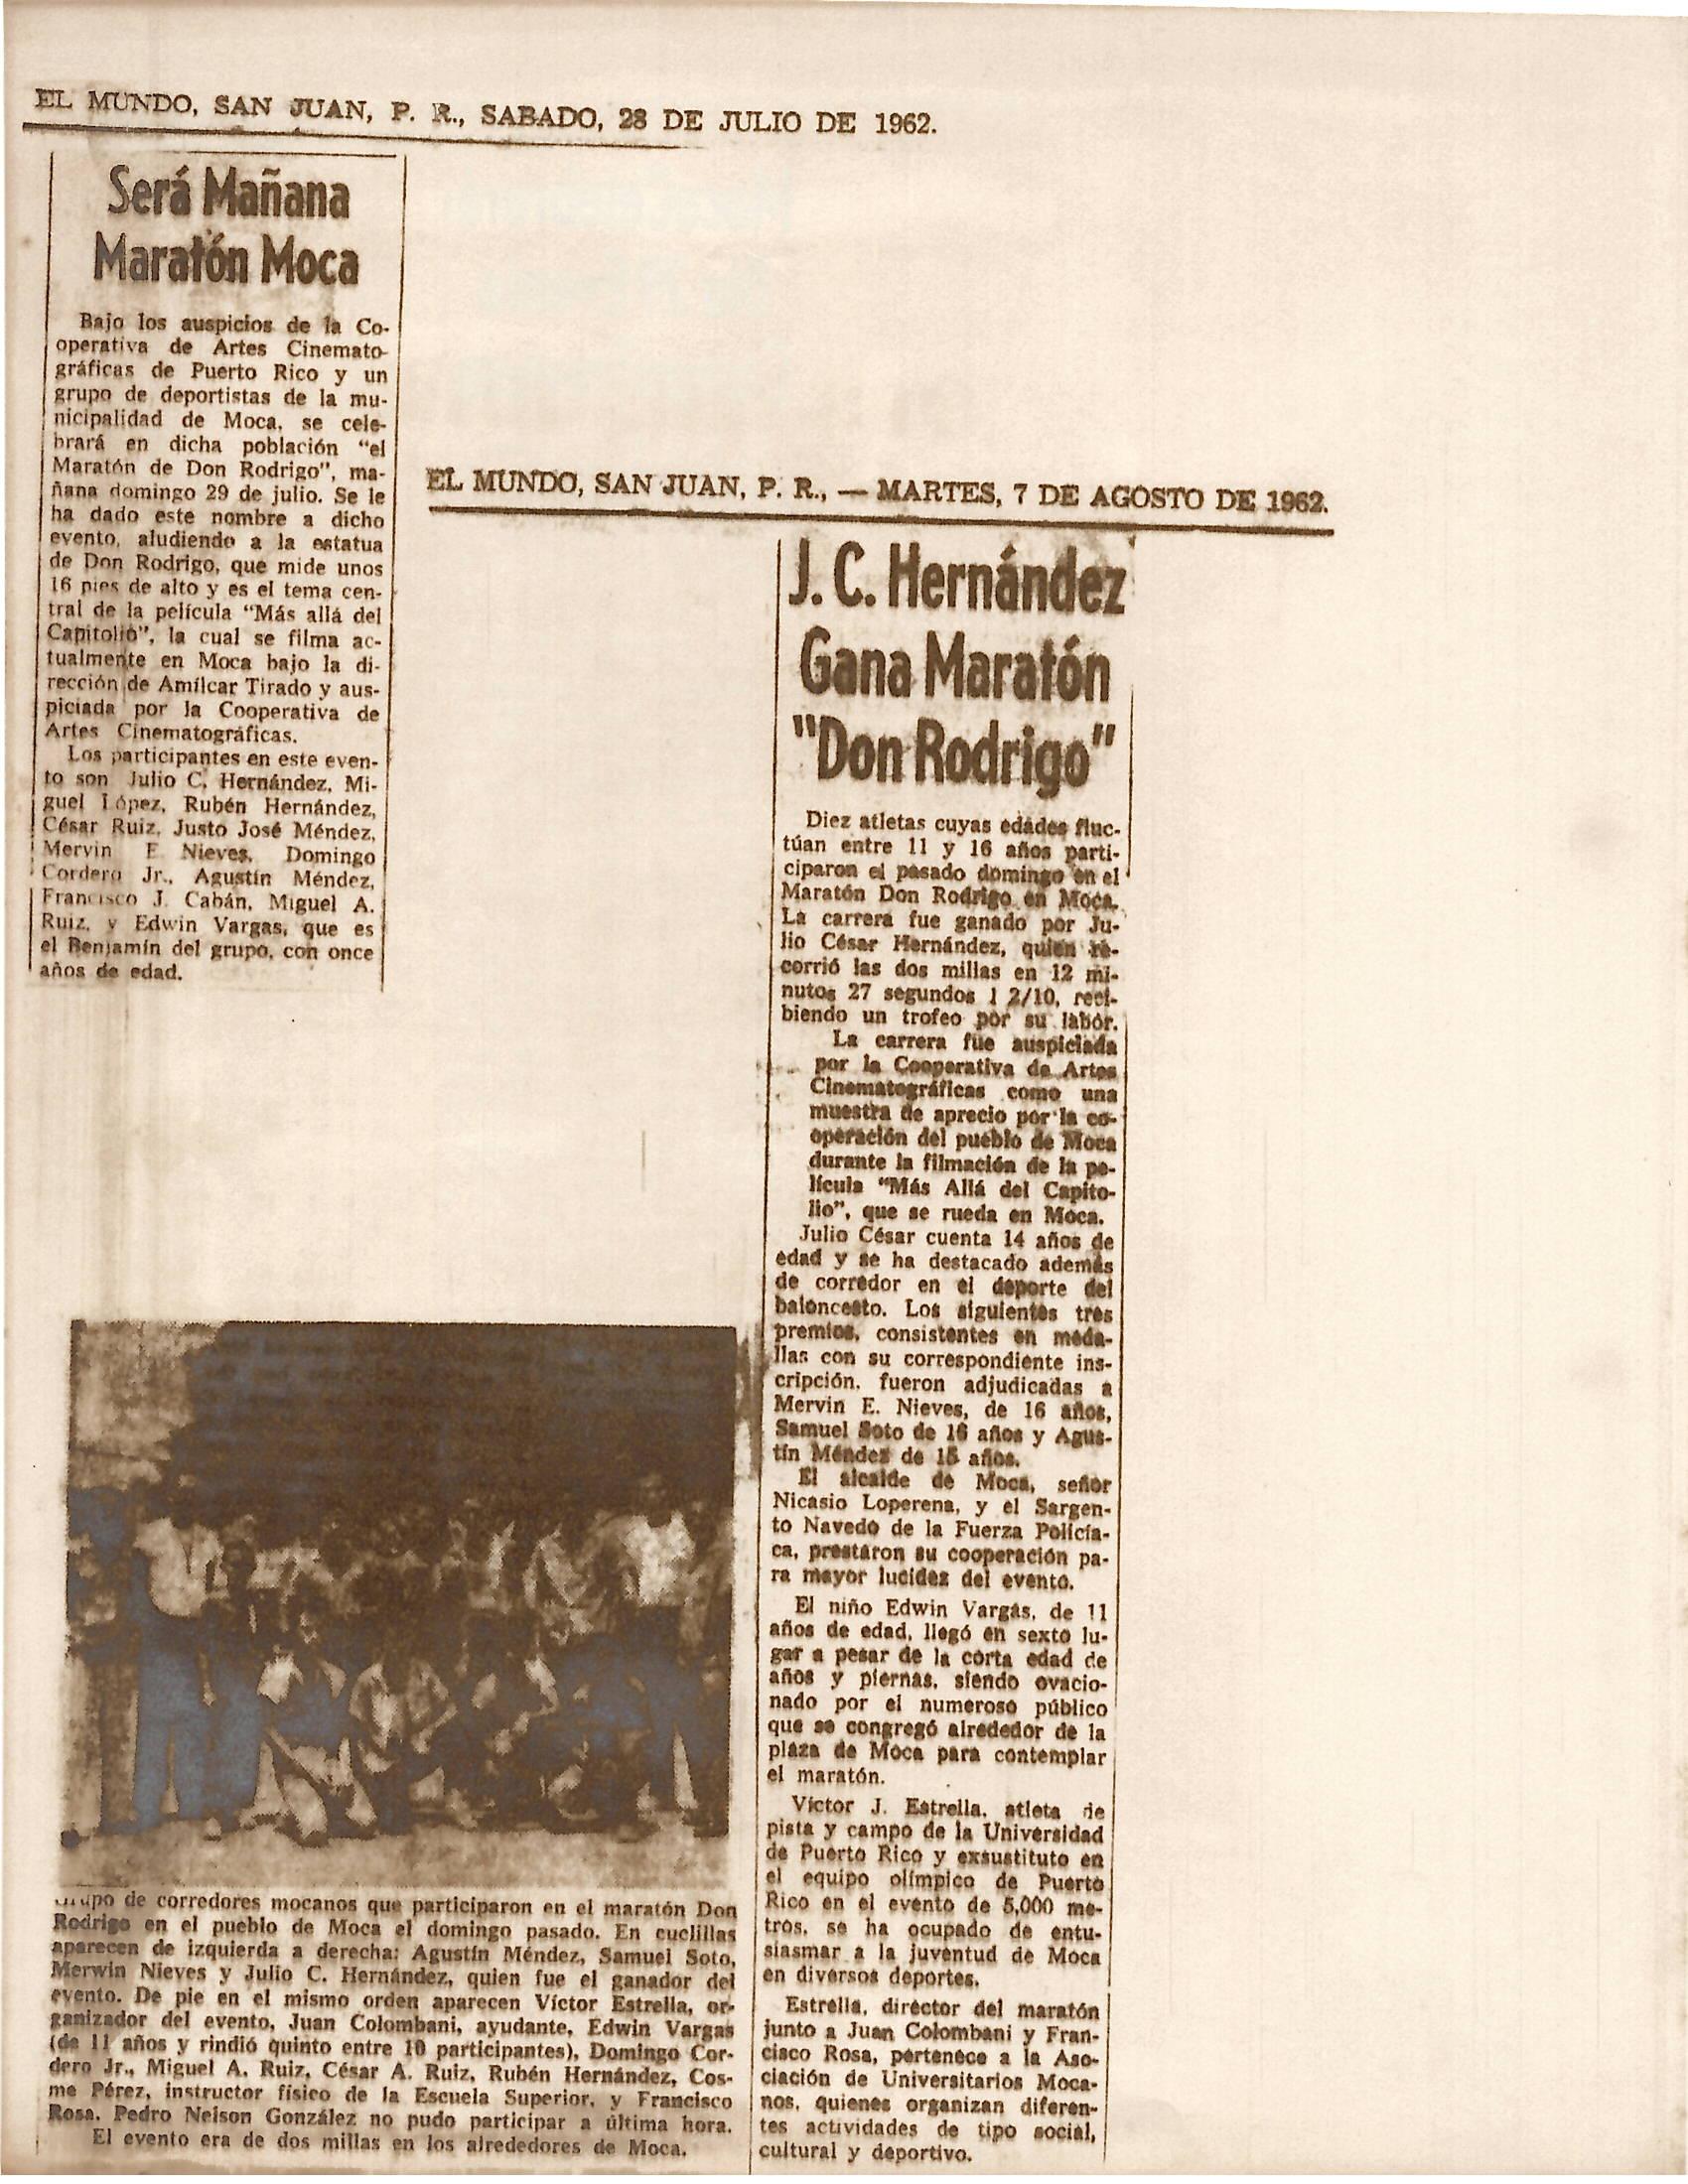 EL MUNDO, SAN JUAN, P. R., SABADO, 28 DE JULIO DE 1962.
Será Mañana
Maratón Moca
Bajo los auspicios de la Co-
operativa de Artes Cinemato-
gráficas de Puerto Rico y un
grupo de deportistas de la mu-
nicipalidad de Moca, se cele-
brará en dicha población "el
Maratón de Don Rodrigo", ma-
ñana domingo 29 de julio. Se le
ha dado este nombre a dicho
evento, aludiendo a la estatua
de Don Rodrigo, que mide unos
16 pies de alto y es el tema cen-
tral de la película "Más allá del
Capitolio", la cual se filma ac-
tualmente en Moca bajo la di-
rección de Amílcar Tirado y aus-
piciada por la Cooperativa de
Artes Cinematográficas.
Los participantes en este even-
to son Julio C. Hernández, Mi-
guel López, Rubén Hernández,
César Ruiz, Justo José Méndez,
Mervin E Nieves, Domingo
Cordero Jr., Agustín Méndez,
Francisco J. Cabán, Miguel A.
Ruiz, y Edwin Vargas, que es
el Benjamín del grupo, con once
años de edad.
EL MUNDO, SAN JUAN, P. R., — MARTES, 7 DE AGOSTO DE 1962.
J. C. Hernández
Gana Maratón
"Don Rodrigo"
Diez atletas cuyas edades fluc-
túan entre 11 y 16 años parti-
ciparon el pasado domingo en el
Maratón Don Rodrigo en Moca.
La carrera fue ganado por Ju-
lio César Hernández, quien re-
corrió las dos millas en 12 mi-
nutos 27 segundos 1 2/10, reci-
biendo un trofeo por su labor.
La carrera fue auspiciada
por la Cooperativa de Artes
Cinematográficas como una
muestra de aprecio por la co-
operación del pueblo de Moca
durante la filmación de la pe-
lícula "Más Allá del Capito-
lio", que se rueda en Moca.
Julio César cuenta 14 años de
edad y se ha destacado además
de corredor en el deporte del
baloncesto. Los siguientes tres
premios, consistentes en meda-
llas con su correspondiente ins-
cripción, fueron adjudicadas a
Mervin E. Nieves, de 16 años,
Samuel Soto de 16 años y Agus-
tín Méndez de 15 años.
El alcalde de Moca, señor
Nicasio Loperena, y el Sargen-
to Navedo de la Fuerza Policía-
ca, prestaron su cooperación pa-
ra mayor lucidez del evento.
El niño Edwin Vargas, de 11
años de edad, llegó en sexto lu-
gar a pesar de la corta edad de
años y piernas, siendo ovacio-
nado por el numeroso público
que se congregó alrededor de la
plaza de Moca para contemplar
el maratón.
Víctor J. Estrella, atleta de
pista y campo de la Universidad
de Puerto Rico y exsustituto en
el equipo olímpico de Puerto
Rico en el evento de 5,000 me-
tros, se ha ocupado de entu-
siasmar a la juventud de Moca
en diversos deportes.
Estrella, director del maratón
junto a Juan Colombani y Fran-
cisco Rosa, pertenece a la Aso-
ciación de Universitarios Moca-
nos, quienes organizan diferen-
tes actividades de tipo social,
cultural y deportivo.
Grupo de corredores mocanos que participaron en el maratón Don
Rodrigo en el pueblo de Moca el domingo pasado. En cuclillas
aparecen de izquierda a derecha: Agustín Méndez, Samuel Soto,
Merwin Nieves y Julio C. Hernández, quien fue el ganador del
evento. De pie en el mismo orden aparecen Víctor Estrella, or-
ganizador del evento, Juan Colombani, ayudante, Edwin Vargas
(de 11 años y rindió quinto entre 10 participantes), Domingo Cor-
dero Jr., Miguel A. Ruiz, César A. Ruiz, Rubén Hernández, Cos-
me Pérez, instructor físico de la Escuela Superior, y Francisco
Rosa. Pedro Nelson González no pudo participar a última hora.
El evento era de dos millas en los alrededores de Moca.